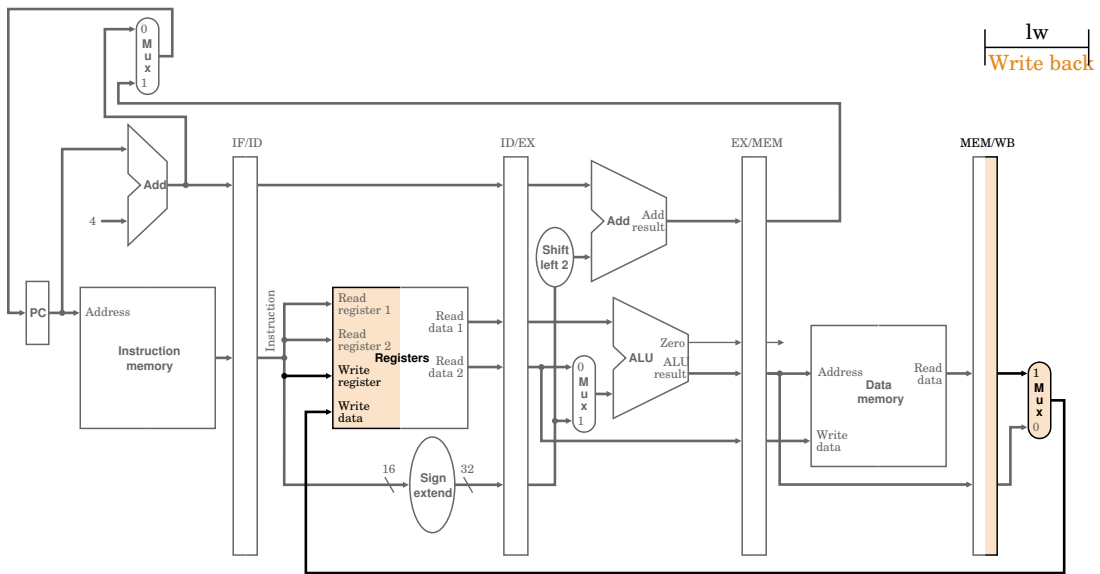 lw
Write back
0
M
u
x
1
IF/ID
ID/EX
EX/MEM
MEM/WB
Add
4
Add
Add
result
Shift
left 2
PC
Address
Instruction
memory
Instruction
Read
register 1
Read
register 2
Write
register
Write
data
Registers
Read
data 1
Read
data 2
16
Sign
extend
32
0
M
u
x
1
ALU
Zero
ALU
result
Address
Write
data
Data
memory
Read
data
1
M
u
x
0